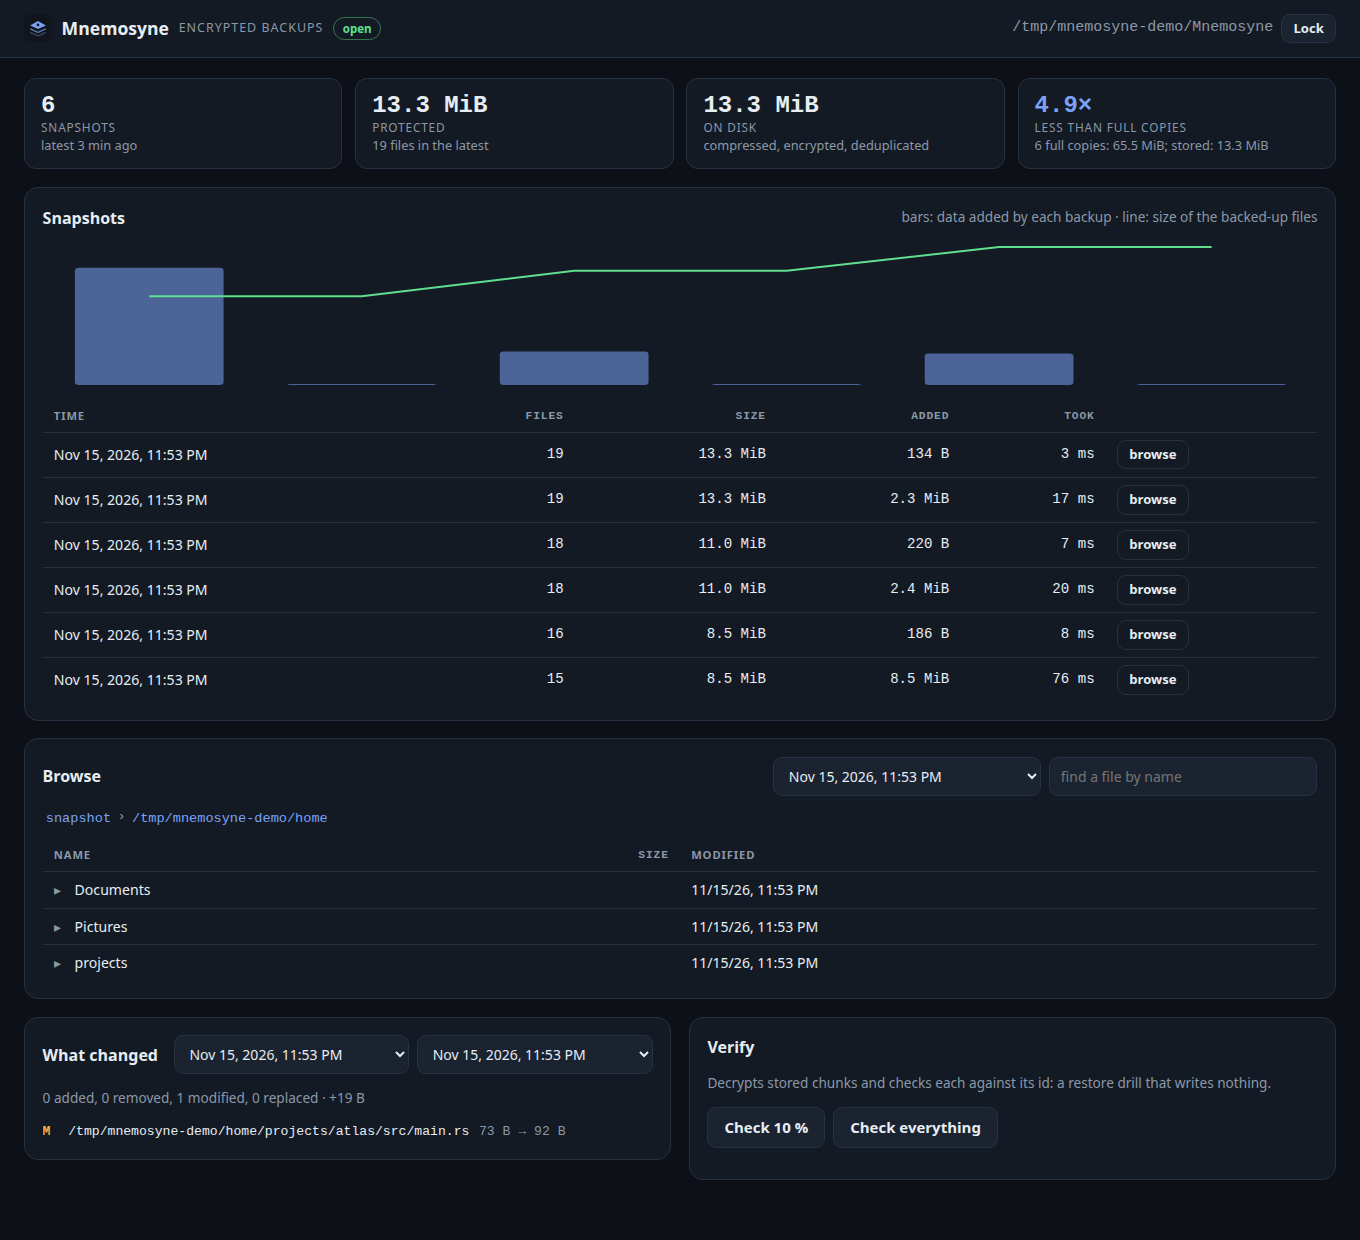 Mnemosyne ENCRYPTED BACKUPS open /tmp/mnemosyne-demo/Mnemosyne Lock
6
SNAPSHOTS
latest 3 min ago
13.3 MiB
PROTECTED
19 files in the latest
13.3 MiB
ON DISK
compressed, encrypted, deduplicated
4.9×
LESS THAN FULL COPIES
6 full copies: 65.5 MiB; stored: 13.3 MiB
Snapshots bars: data added by each backup · line: size of the backed-up files
TIME FILES SIZE ADDED TOOK
Nov 15, 2026, 11:53 PM 19 13.3 MiB 134 B 3 ms browse
Nov 15, 2026, 11:53 PM 19 13.3 MiB 2.3 MiB 17 ms browse
Nov 15, 2026, 11:53 PM 18 11.0 MiB 220 B 7 ms browse
Nov 15, 2026, 11:53 PM 18 11.0 MiB 2.4 MiB 20 ms browse
Nov 15, 2026, 11:53 PM 16 8.5 MiB 186 B 8 ms browse
Nov 15, 2026, 11:53 PM 15 8.5 MiB 8.5 MiB 76 ms browse
Browse Nov 15, 2026, 11:53 PM find a file by name
snapshot › /tmp/mnemosyne-demo/home
NAME SIZE MODIFIED
▸ Documents 11/15/26, 11:53 PM
▸ Pictures 11/15/26, 11:53 PM
▸ projects 11/15/26, 11:53 PM
What changed Nov 15, 2026, 11:53 PM Nov 15, 2026, 11:53 PM
0 added, 0 removed, 1 modified, 0 replaced · +19 B
M /tmp/mnemosyne-demo/home/projects/atlas/src/main.rs 73 B → 92 B
Verify
Decrypts stored chunks and checks each against its id: a restore drill that writes nothing.
Check 10 % Check everything